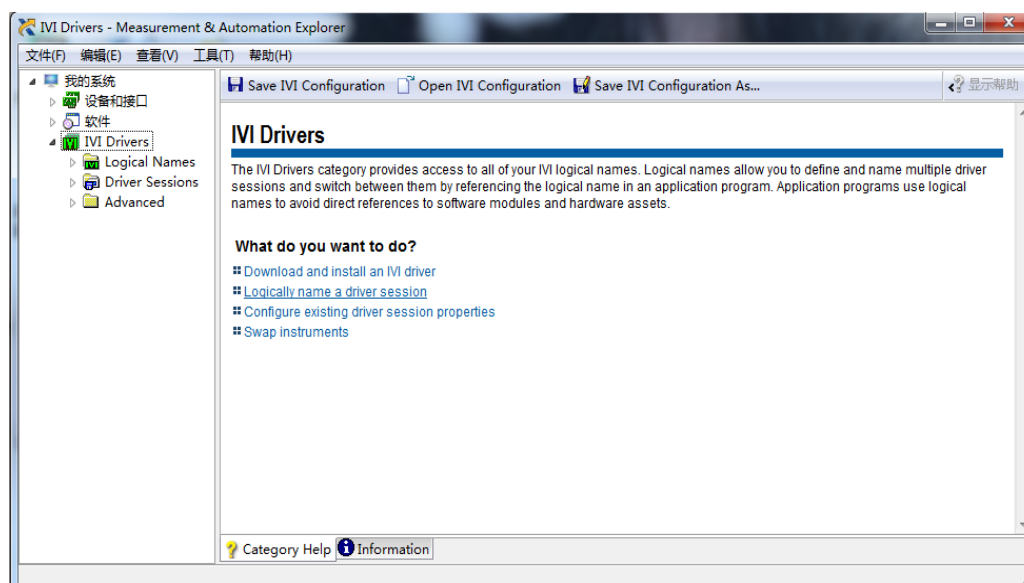 IVI Drivers - Measurement & Automation Explorer
文件(F) 编辑(E) 查看(V) 工具(T) 帮助(H)
我的系统
设备和接口
软件
IVI Drivers
Logical Names
Driver Sessions
Advanced
Save IVI Configuration Open IVI Configuration Save IVI Configuration As... 显示帮助
IVI Drivers
The IVI Drivers category provides access to all of your IVI logical names. Logical names allow you to define and name multiple driver
sessions and switch between them by referencing the logical name in an application program. Application programs use logical
names to avoid direct references to software modules and hardware assets.
What do you want to do?
Download and install an IVI driver
Logically name a driver session
Configure existing driver session properties
Swap instruments
Category Help Information